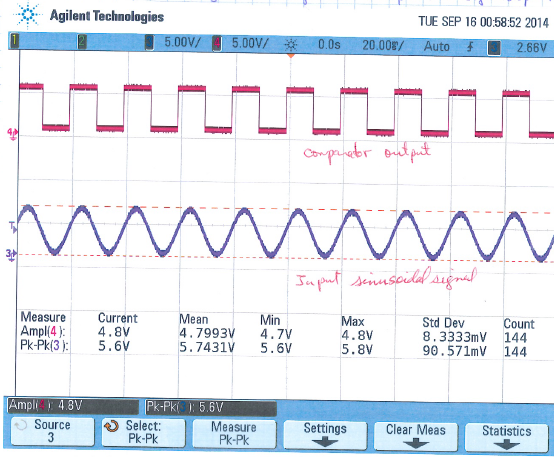 Agilent Technologies
TUE SEP 16 00:58:52 2014
1 2 5.00V/ 4 5.00V/ 0.0s 20.00 Auto 2.66V
4
comparator output
T
3
Input sinusoidal signal
Measure Current Mean Min Max Std Dev Count
Ampl(4): 4.8V 4.7993V 4.7V 4.8V 8.3333mV 144
Pk-Pk(3): 5.6V 5.7431V 5.6V 5.8V 90.571mV 144
Ampl(4): 4.8V Pk-Pk( ): 5.6V
Source Select: Measure Settings Clear Meas Statistics
3 Pk-Pk Pk-Pk